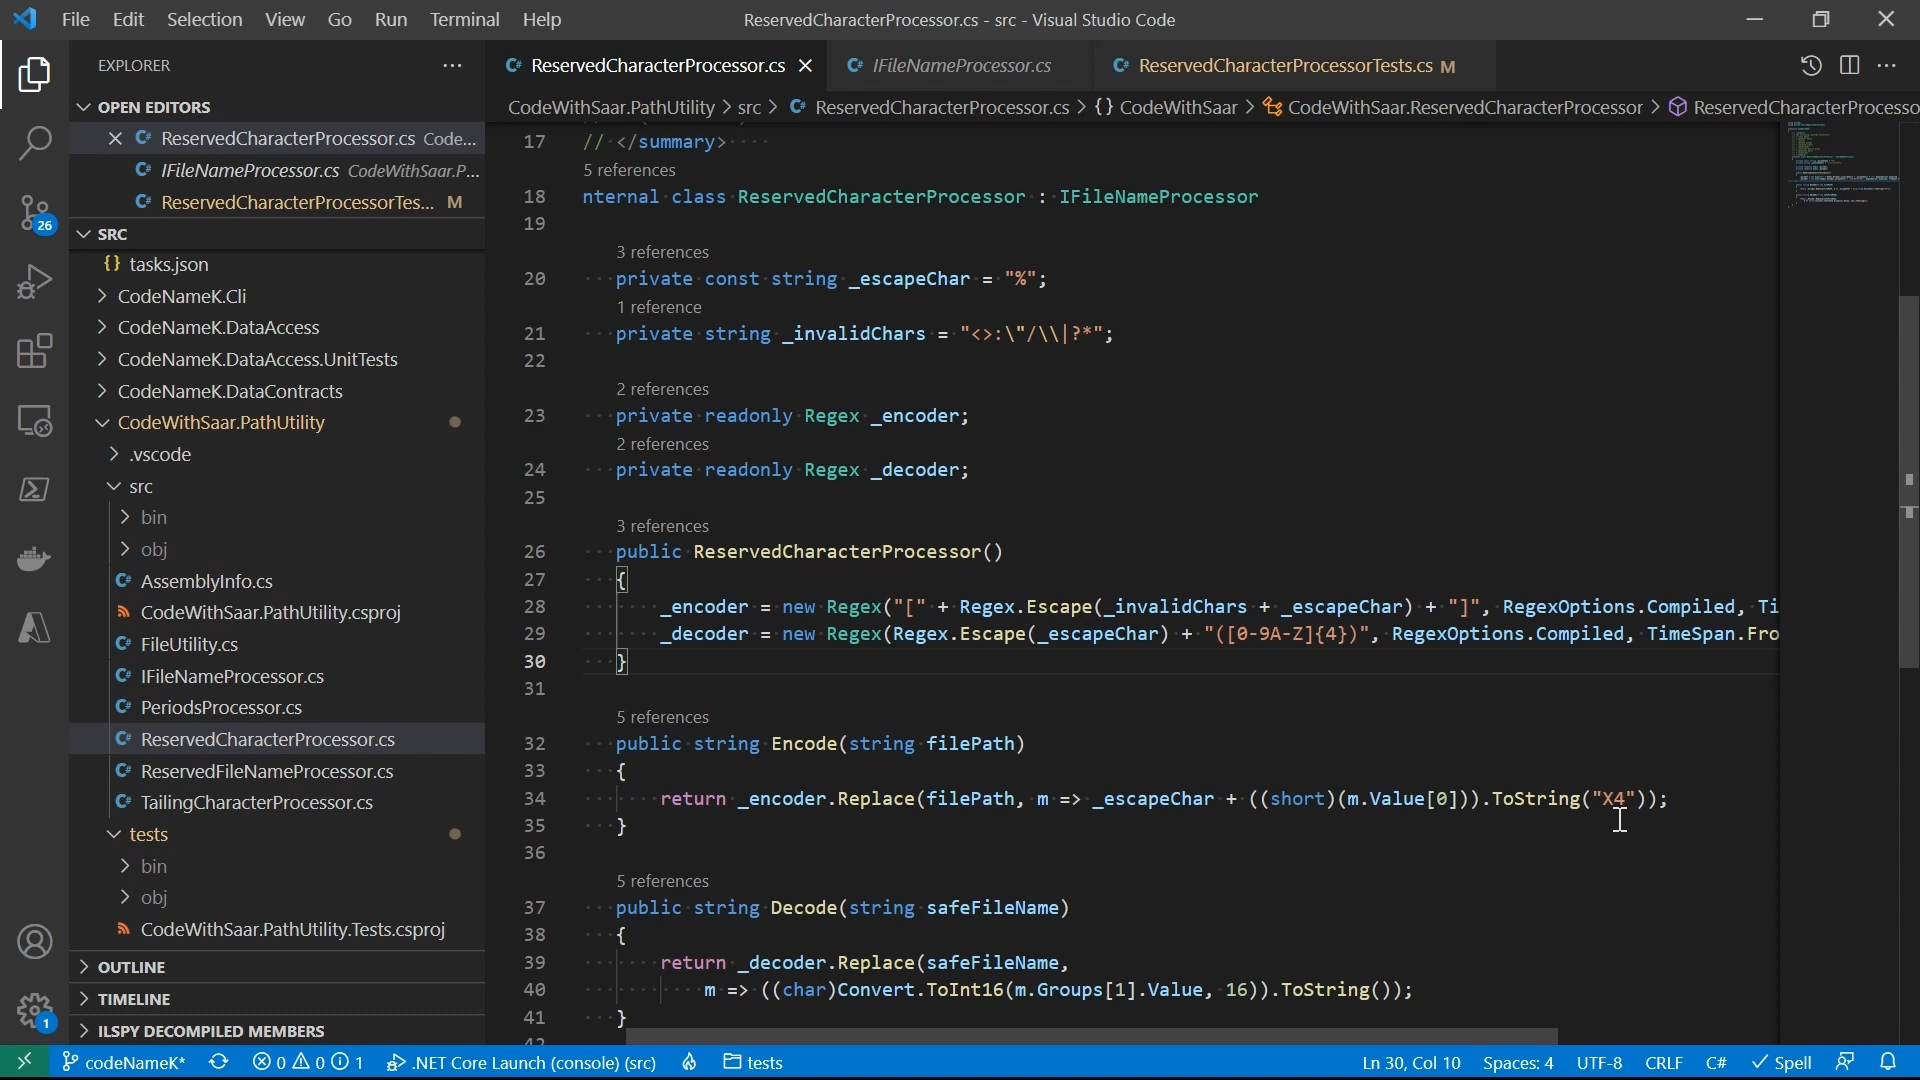 File Edit Selection View Go Run Terminal Help
ReservedCharacterProcessor.cs - src - Visual Studio Code
EXPLORER
OPEN EDITORS
ReservedCharacterProcessor.cs Code...
IFileNameProcessor.cs CodeWithSaar.P...
ReservedCharacterProcessorTes... M
SRC
{} tasks.json
CodeNameK.Cli
CodeNameK.DataAccess
CodeNameK.DataAccess.UnitTests
CodeNameK.DataContracts
CodeWithSaar.PathUtility
.vscode
src
bin
obj
AssemblyInfo.cs
CodeWithSaar.PathUtility.csproj
FileUtility.cs
IFileNameProcessor.cs
PeriodsProcessor.cs
ReservedCharacterProcessor.cs
ReservedFileNameProcessor.cs
TailingCharacterProcessor.cs
tests
bin
obj
CodeWithSaar.PathUtility.Tests.csproj
OUTLINE
TIMELINE
ILSPY DECOMPILED MEMBERS
26
1
ReservedCharacterProcessor.cs
IFileNameProcessor.cs
ReservedCharacterProcessorTests.cs M
CodeWithSaar.PathUtility > src > ReservedCharacterProcessor.cs > {} CodeWithSaar > CodeWithSaar.ReservedCharacterProcessor > ReservedCharacterProcesso
17 // </summary>
5 references
18 nternal class ReservedCharacterProcessor : IFileNameProcessor
19
3 references
20 private const string _escapeChar = "%";
1 reference
21 private string _invalidChars = "<>:\"/\\|?*";
22
2 references
23 private readonly Regex _encoder;
2 references
24 private readonly Regex _decoder;
25
3 references
26 public ReservedCharacterProcessor()
27 {
28 _encoder = new Regex("[" + Regex.Escape(_invalidChars + _escapeChar) + "]", RegexOptions.Compiled, Ti
29 _decoder = new Regex(Regex.Escape(_escapeChar) + "([0-9A-Z]{4})", RegexOptions.Compiled, TimeSpan.Fro
30 }
31
5 references
32 public string Encode(string filePath)
33 {
34 return _encoder.Replace(filePath, m => _escapeChar + ((short)(m.Value[0])).ToString("X4"));
35 }
36
5 references
37 public string Decode(string safeFileName)
38 {
39 return _decoder.Replace(safeFileName,
40 m => ((char)Convert.ToInt16(m.Groups[1].Value, 16)).ToString());
41 }
42
codeNameK* 0 0 1 .NET Core Launch (console) (src) tests
Ln 30, Col 10 Spaces: 4 UTF-8 CRLF C# Spell